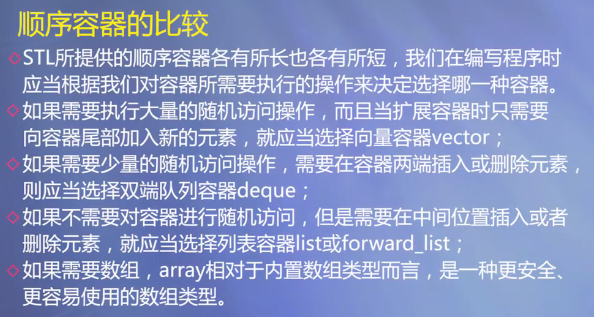 顺序容器的比较
◇STL所提供的顺序容器各有所长也各有所短，我们在编写程序时
应当根据我们对容器所需要执行的操作来决定选择哪一种容器。
◇如果需要执行大量的随机访问操作，而且当扩展容器时只需要
向容器尾部加入新的元素，就应当选择向量容器vector；
◇如果需要少量的随机访问操作，需要在容器两端插入或删除元素，
则应当选择双端队列容器deque；
◇如果不需要对容器进行随机访问，但是需要在中间位置插入或者
删除元素，就应当选择列表容器list或forward_list；
◇如果需要数组，array相对于内置数组类型而言，是一种更安全、
更容易使用的数组类型。